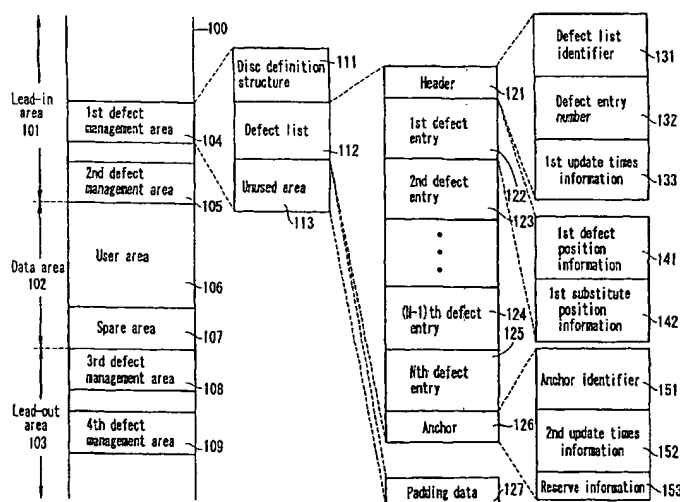 100
Lead-in
area
101
1st defect
management area
104
2nd defect
management area
105
Data area
102
User area
106
Spare area
107
Lead-out
area
103
3rd defect
management area
108
4th defect
management area
109
111
Disc definition
structure
Defect list
112
Unused area
113
Header
121
1st defect
entry
122
2nd defect
entry
123
(N-1)th defect
entry
124
125
Nth defect
entry
Anchor
126
Padding data
127
Defect list
identifier
131
Defect entry
number
132
1st update times
information
133
1st defect
position
information
141
1st substitute
position
information
142
Anchor identifier
151
2nd update times
information
152
Reserve information
153